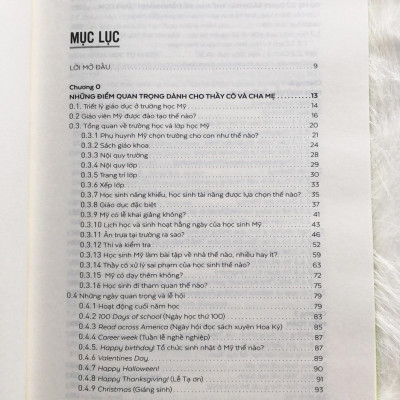 MỤC LỤC
LỜI MỞ ĐẦU 9
Chương 0
NHỮNG ĐIỂM QUAN TRỌNG DÀNH CHO THẦY CÔ VÀ CHA MẸ 13
0.1. Triết lý giáo dục ở trường học Mỹ 14
0.2 Giáo viên Mỹ được đào tạo thế nào? 16
0.3. Tổng quan về trường học và lớp học Mỹ 20
0.3.1 Phụ huynh Mỹ chọn trường cho con như thế nào? 21
0.3.2 Sách giáo khoa 24
0.3.3 Nội quy trường 28
0.3.4 Nội quy lớp 30
0.3.5 Trang trí lớp 30
0.3.6 Xếp lớp 33
0.3.7 Học sinh năng khiếu, học sinh tài năng được lựa chọn thế nào? 35
0.3.8 Giáo dục đặc biệt 37
0.3.9 Mỹ có lễ khai giảng không? 41
0.3.10 Lịch học và sinh hoạt hằng ngày của học sinh Mỹ 43
0.3.11 Ăn trưa tại trường ra sao? 46
0.3.12 Thi và kiểm tra 52
0.3.13 Học sinh Mỹ làm bài tập về nhà thế nào, nhiều hay ít? 59
0.3.14 Thầy cô xử lý sai phạm của học sinh thế nào? 63
0.3.15 Mỹ có dạy thêm không? 72
0.3.16 Học sinh đi tham quan thế nào? 75
0.4 Những ngày quan trọng và lễ hội 79
0.4.1 Hoạt động cuối năm học 79
0.4.2 100 Days of school (Ngày học thứ 100) 83
0.4.3 Read across America (Ngày hội đọc sách xuyên Hoa Kỳ) 85
0.4.4 Career week (Tuần lễ nghề nghiệp) 87
0.4.5. Happy birthday! Tổ chức sinh nhật ở Mỹ thế nào? 87
0.4.6 Valentines Day 89
0.4.7 Happy Halloween! 90
0.4.8 Happy Thanksgiving! (Lễ Tạ ơn) 91
0.4.9 Christmas (Giáng sinh) 93